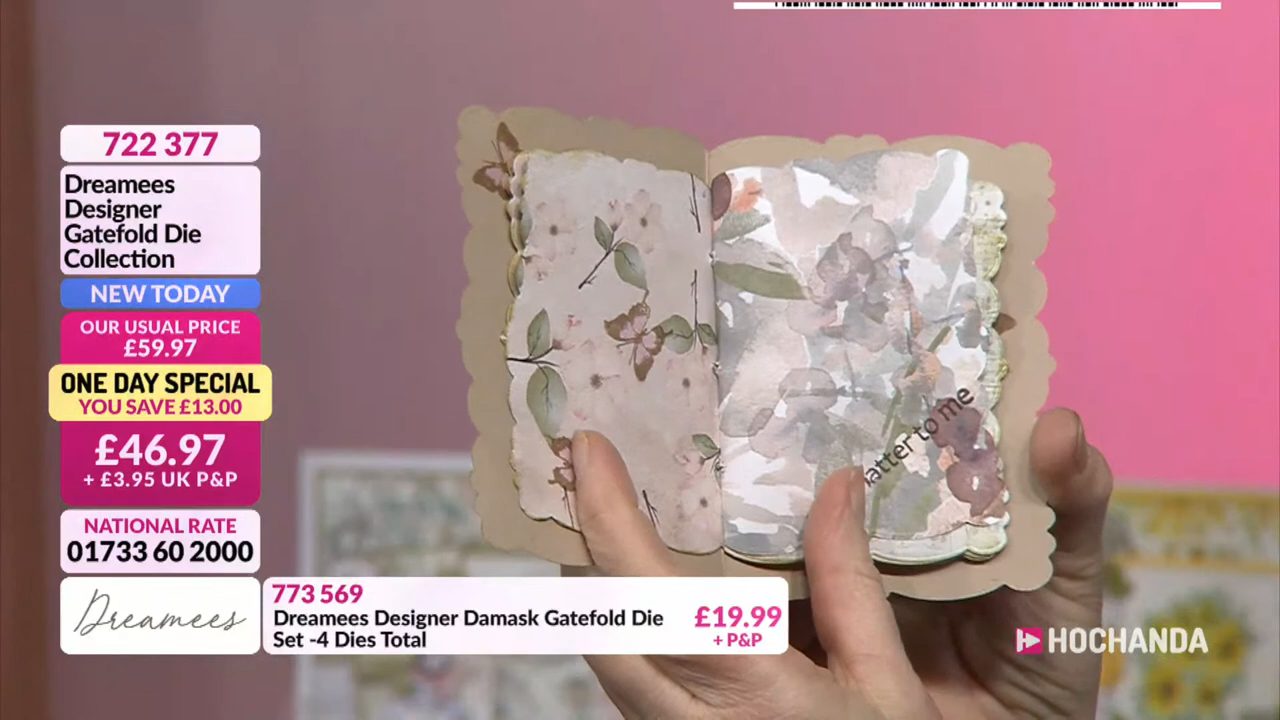 722 377
Dreamees
Designer
Gatefold Die
Collection
NEW TODAY
OUR USUAL PRICE
£59.97
ONE DAY SPECIAL
YOU SAVE £13.00
£46.97
+ £3.95 UK P&P
NATIONAL RATE
01733 60 2000
Dreamees
773 569
Dreamees Designer Damask Gatefold Die
Set -4 Dies Total
£19.99
+ P&P
to me
HOCHANDA